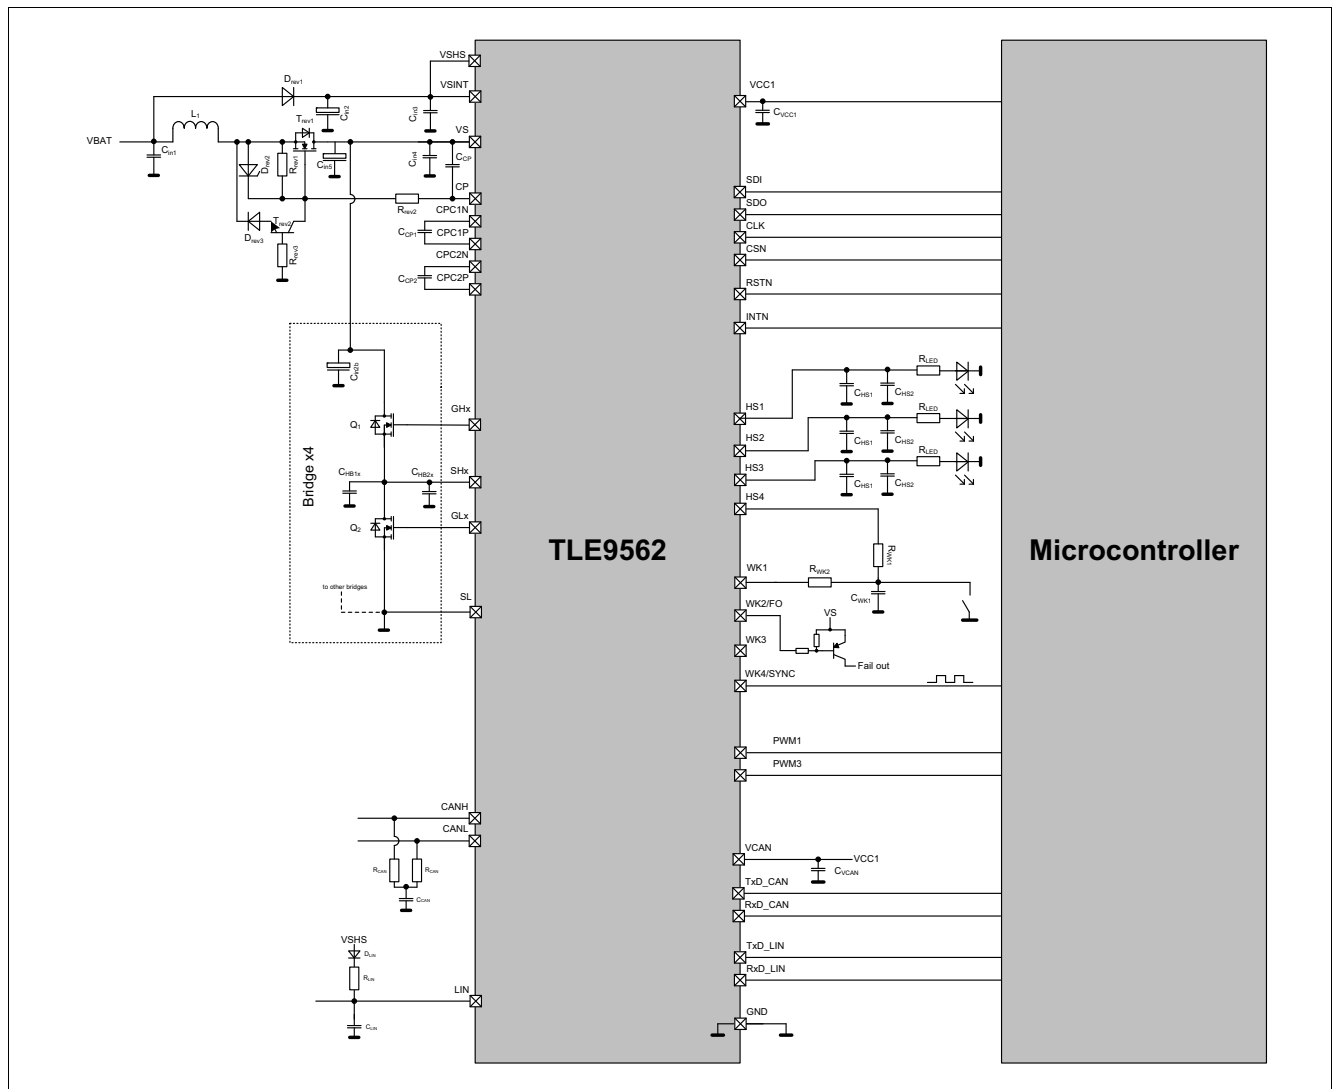 VSHS
VSINT
VS
CP
CPC1N
CPC1P
CPC2N
CPC2P
VBAT
L1
Drev1
Cin1
Cin2
Cin3
Trev1
Drev2
Rrev1
Cin5
Cin4
CCP
Rrev2
Trev2
Drev3
Rrev3
CCP1
CCP2
Bridge x4
Cin2b
Q1
GHx
CHB1x
CHB2x
SHx
Q2
GLx
to other bridges
SL
CANH
CANL
RCAN
RCAN
CCAN
VSHS
DLIN
RLIN
LIN
CLIN
TLE9562
VCC1
CVCC1
SDI
SDO
CLK
CSN
RSTN
INTN
RLED
CHS1
CHS2
HS1
RLED
HS2
CHS1
CHS2
RLED
HS3
CHS1
CHS2
HS4
RWK1
WK1
RWK2
CWK1
WK2/FO
VS
WK3
Fail out
WK4/SYNC
PWM1
PWM3
VCAN
VCC1
CVCAN
TxD_CAN
RxD_CAN
TxD_LIN
RxD_LIN
GND
Microcontroller